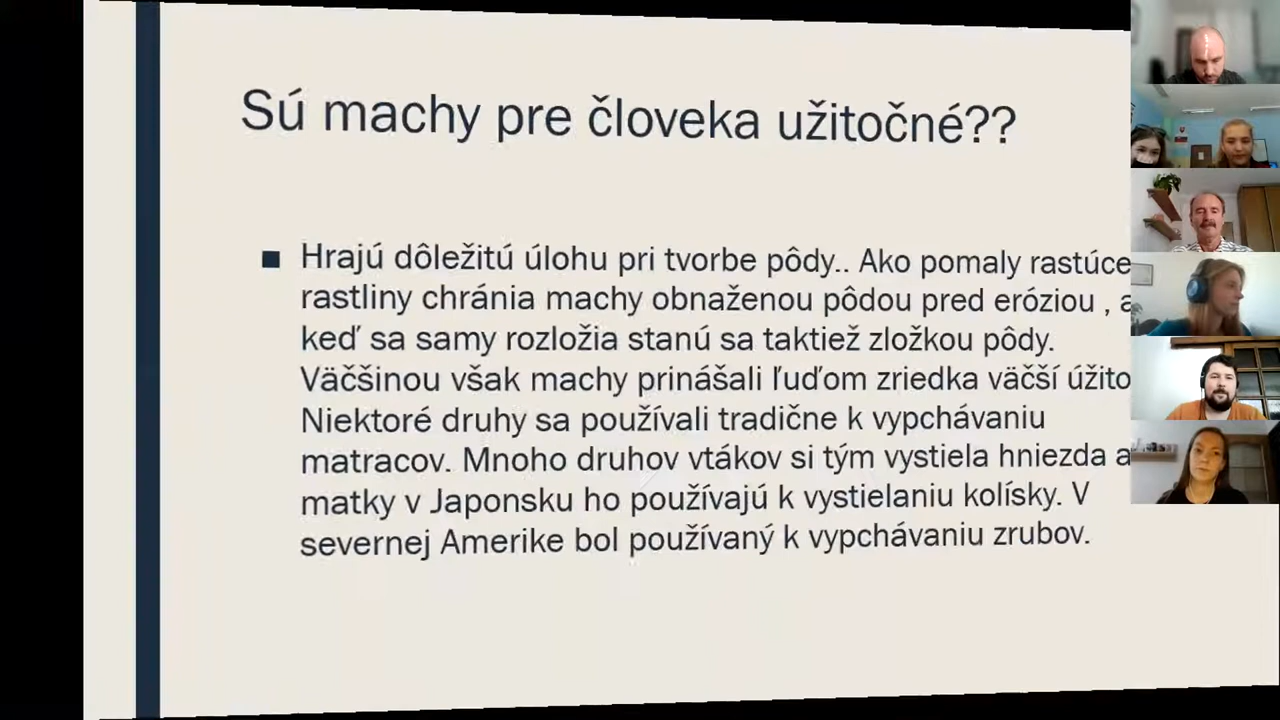 Sú machy pre človeka užitočné??
Hrajú dôležitú úlohu pri tvorbe pôdy.. Ako pomaly rastúce
rastliny chránia machy obnaženou pôdou pred eróziou , a
keď sa samy rozložia stanú sa taktiež zložkou pôdy.
Väčšinou však machy prinášali ľuďom zriedka väčší
Niektoré druhy sa používali tradične k vypchávaniu
matracov. Mnoho druhov vtákov si tým vystiela hniezda a
matky v Japonsku ho používajú k vystielaniu kolísky. V
severnej Amerike bol používaný k vypchávaniu zrubov.